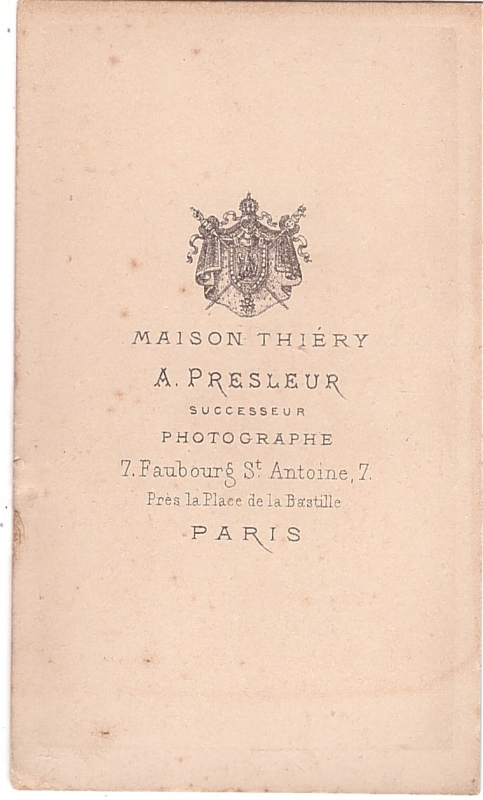 MAISON THIÉRY
A. PRESLEUR
SUCCESSEUR
PHOTOGRAPHE
7. Faubourg St Antoine, 7.
Près la Place de la Bastille
PARIS